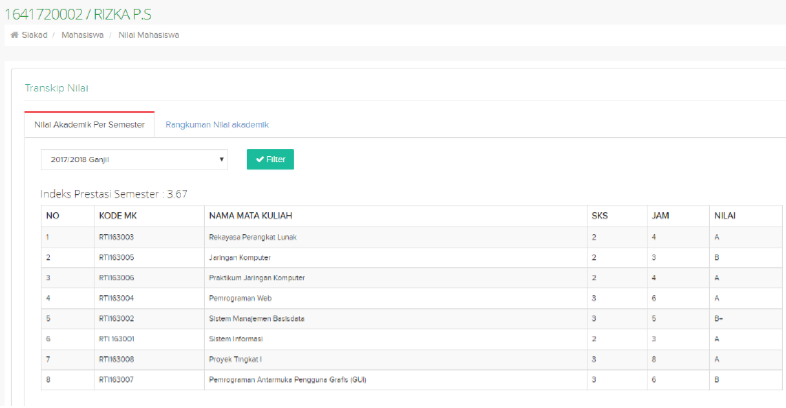 1641720002 / RIZKA P.S
Siakad / Mahasiswa / Nilai Mahasiswa
Transkip Nilai
Nilai Akademik Per Semester Rangkuman Nilai akademik
2017/2018 Ganjil Filter
Indeks Prestasi Semester : 3.67
NO KODE MK NAMA MATA KULIAH SKS JAM NILAI
1 RTI163003 Rekayasa Perangkat Lunak 2 4 A
2 RTI163005 Jaringan Komputer 2 3 B
3 RTI163006 Praktikum Jaringan Komputer 2 4 A
4 RTI163004 Pemrograman Web 3 6 A
5 RTI163002 Sistem Manajemen Basisdata 3 5 B+
6 RTI 163001 Sistem Informasi 2 3 A
7 RTI163008 Proyek Tingkat I 3 8 A
8 RTI163007 Pemrograman Antarmuka Pengguna Grafis (GUI) 3 6 B